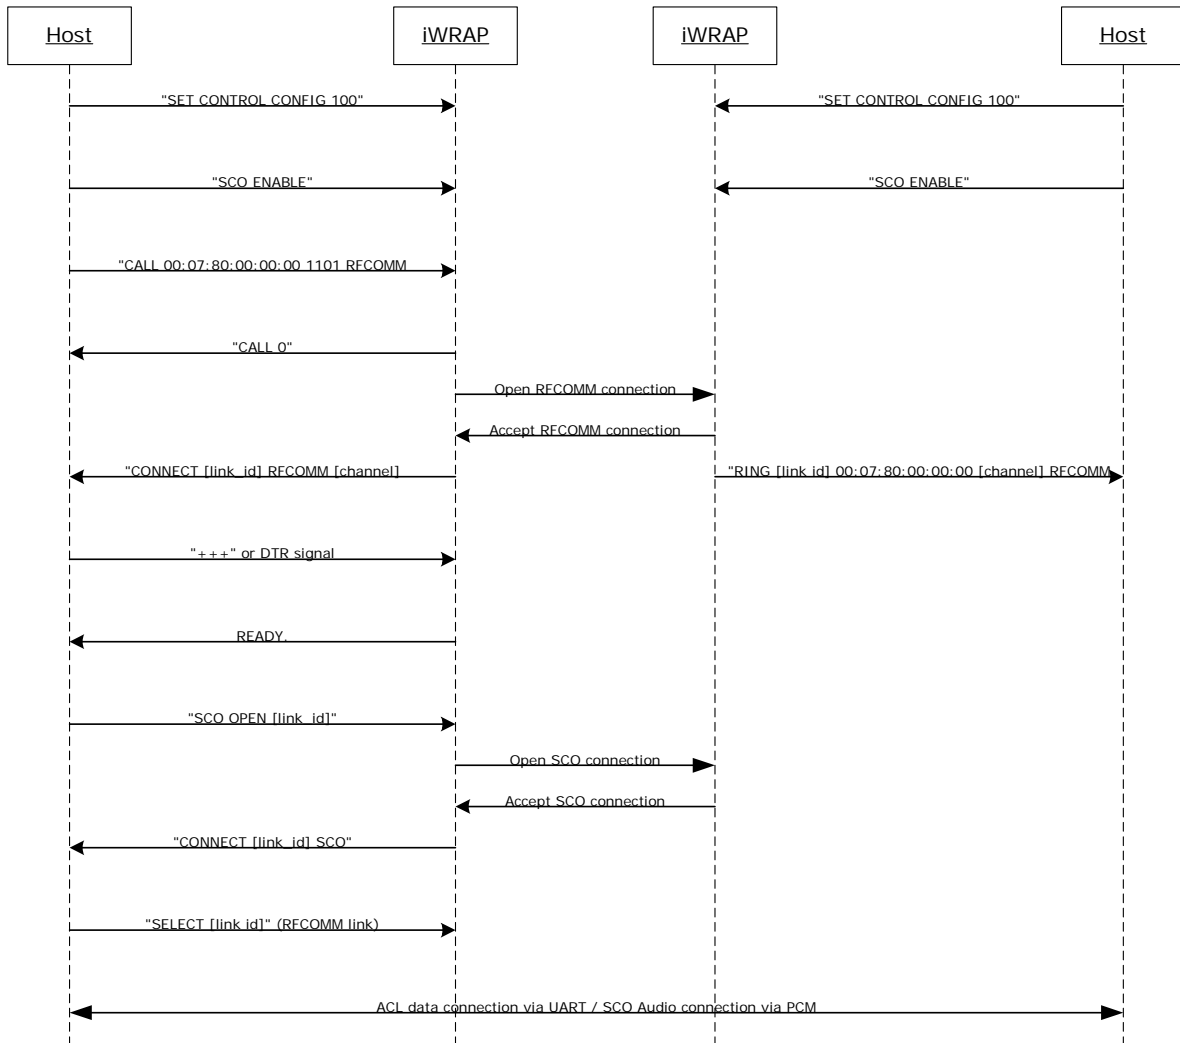 Host
iWRAP
iWRAP
Host
"SET CONTROL CONFIG 100"
"SET CONTROL CONFIG 100"
"SCO ENABLE"
"SCO ENABLE"
"CALL 00:07:80:00:00:00 1101 RFCOMM
"CALL 0"
Open RFCOMM connection
Accept RFCOMM connection
"CONNECT [link_id] RFCOMM [channel]
"RING [link_id] 00:07:80:00:00:00 [channel] RFCOMM
"+++" or DTR signal
READY.
"SCO OPEN [link_id]"
Open SCO connection
Accept SCO connection
"CONNECT [link_id] SCO"
"SELECT [link_id]" (RFCOMM link)
ACL data connection via UART / SCO Audio connection via PCM